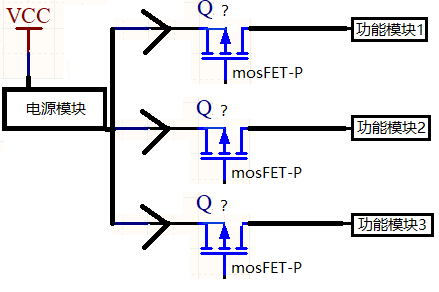 VCC
Q ?
功能模块1
mosFET-P
电源模块
Q ?
功能模块2
mosFET-P
Q ?
功能模块3
mosFET-P